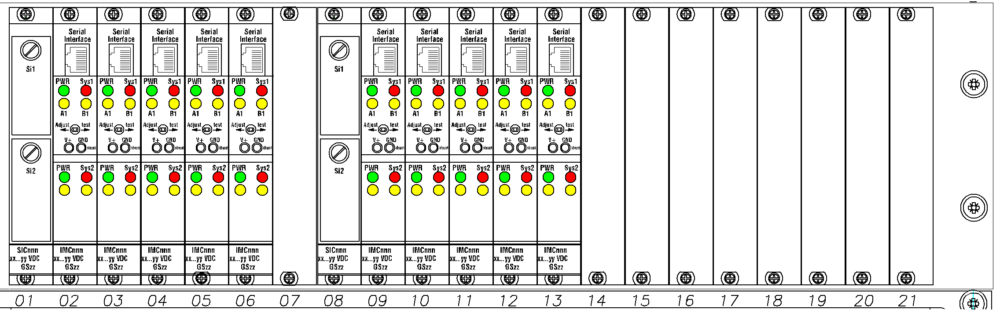 Serial Serial Serial Serial Serial Serial Serial Serial Serial Serial
Interface Interface Interface Interface Interface Interface Interface Interface Interface Interface
Si1 Si1
PWR Sys1 PWR Sys1 PWR Sys1 PWR Sys1 PWR Sys1 PWR Sys1 PWR Sys1 PWR Sys1 PWR Sys1 PWR Sys1
A1 B1 A1 B1 A1 B1 A1 B1 A1 B1 A1 B1 A1 B1 A1 B1 A1 B1 A1 B1
Adjust test Adjust test Adjust test Adjust test Adjust test Adjust test Adjust test Adjust test Adjust test Adjust test
V+ GND V+ GND V+ GND V+ GND V+ GND V+ GND V+ GND V+ GND V+ GND V+ GND
shunt shunt shunt shunt shunt shunt shunt shunt shunt shunt
Si2 PWR Sys2 PWR Sys2 PWR Sys2 PWR Sys2 PWR Sys2 Si2 PWR Sys2 PWR Sys2 PWR Sys2 PWR Sys2 PWR Sys2
SICnnn IMCnnn IMCnnn IMCnnn IMCnnn IMCnnn SICnnn IMCnnn IMCnnn IMCnnn IMCnnn IMCnnn
xx...yy VDC xx...yy VDC xx...yy VDC xx...yy VDC xx...yy VDC xx...yy VDC xx...yy VDC xx...yy VDC xx...yy VDC xx...yy VDC xx...yy VDC xx...yy VDC
GSzz GSzz GSzz GSzz GSzz GSzz GSzz GSzz GSzz GSzz GSzz GSzz
01 02 03 04 05 06 07 08 09 10 11 12 13 14 15 16 17 18 19 20 21